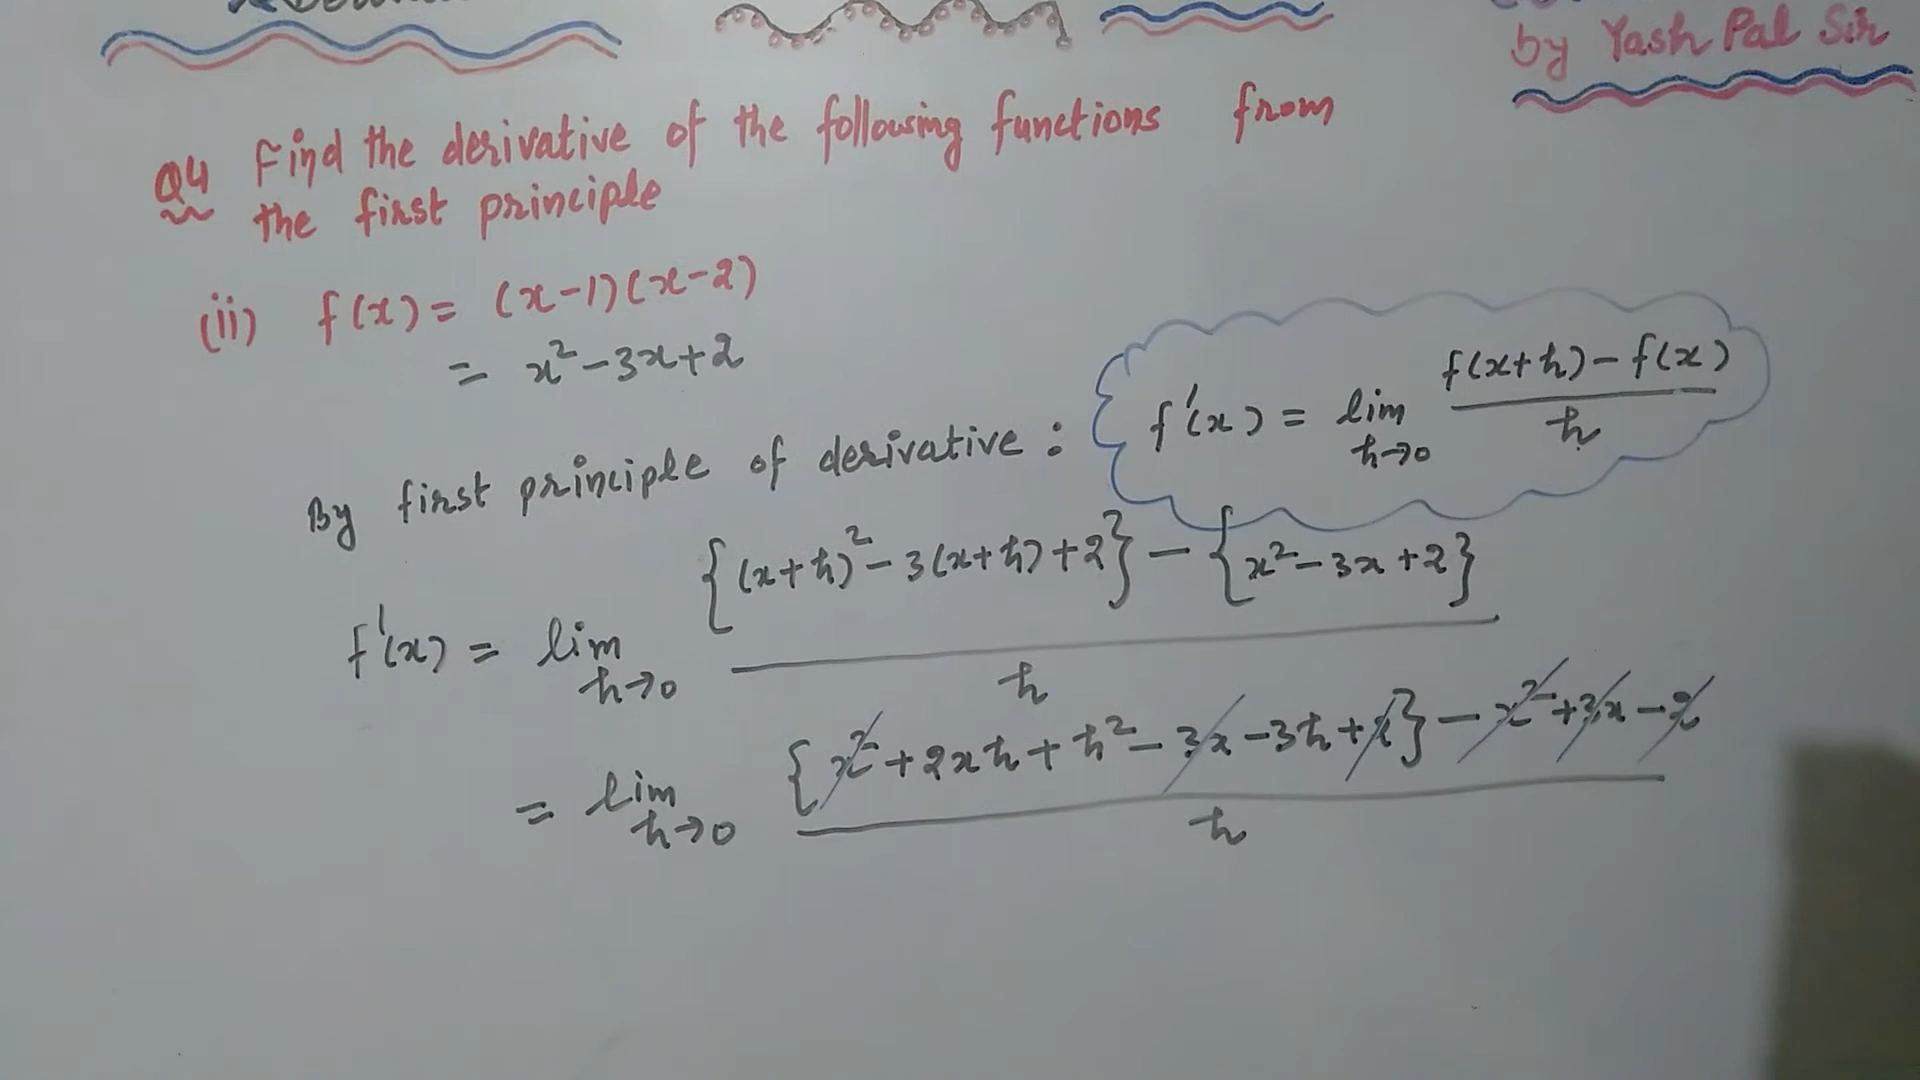 by Yash Pal Sir
Q4 Find the derivative of the following functions from
the first principle
(ii) f(x) = (x-1)(x-2)
= x²-3x+2
By first principle of derivative : f'(x) = lim h→0 f(x+h)-f(x) / h
f'(x) = lim h→0 {(x+h)²-3(x+h)+2} - {x²-3x+2} / h
= lim h→0 {x²+2xh+h²-3x-3h+2} -x²+3x-2 / h